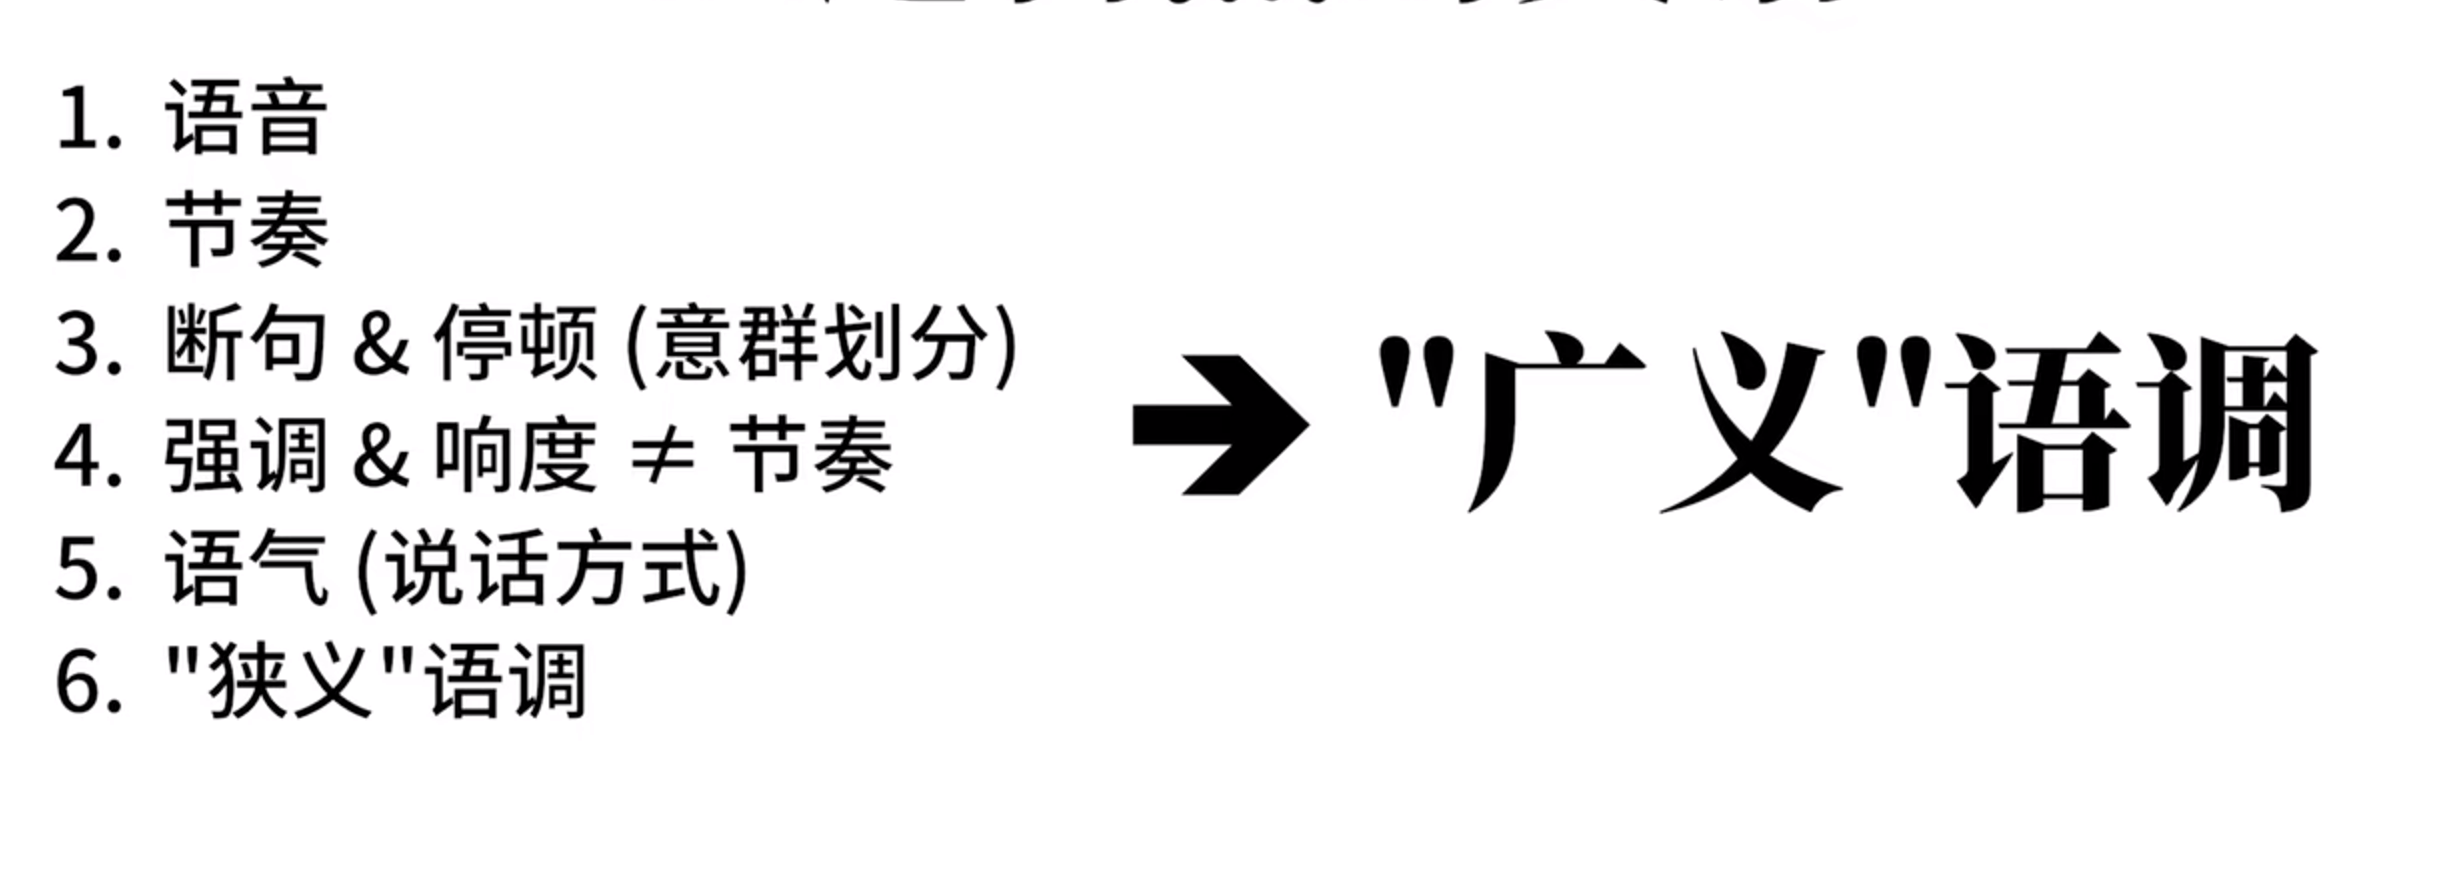 1. 语音
2. 节奏
3. 断句 & 停顿 (意群划分)
4. 强调 & 响度 ≠ 节奏
5. 语气 (说话方式)
6. "狭义"语调
"广义"语调